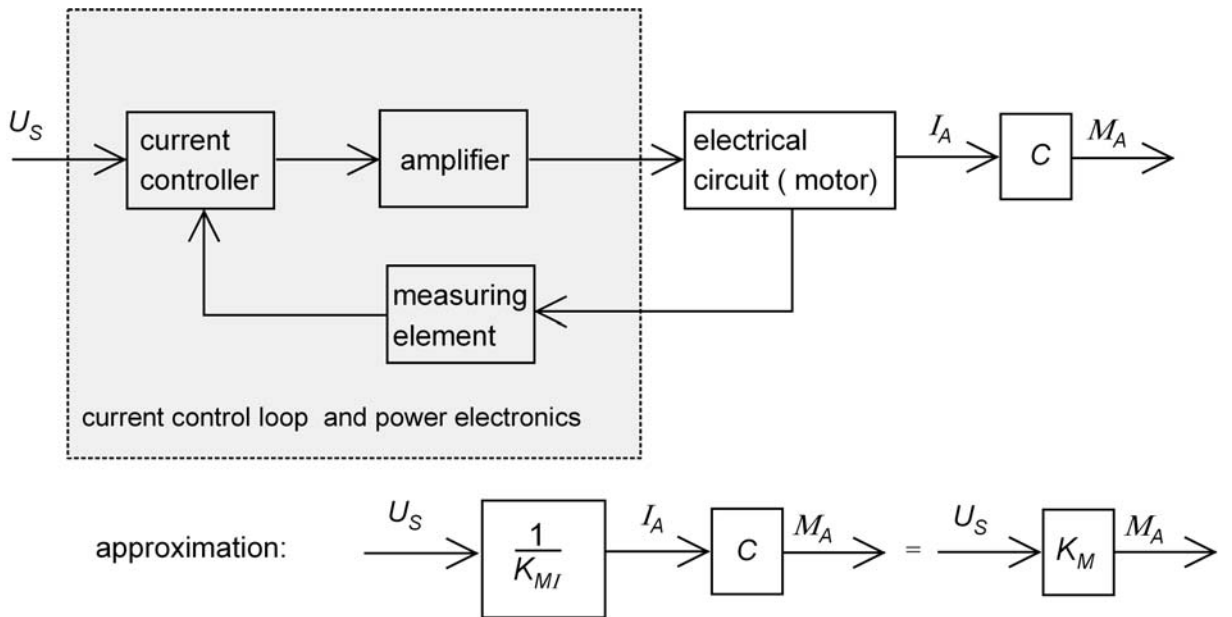 U_S
current
controller
amplifier
electrical
circuit ( motor)
I_A
C
M_A
measuring
element
current control loop and power electronics
approximation:
U_S
1
K_MI
I_A
C
M_A
=
U_S
K_M
M_A